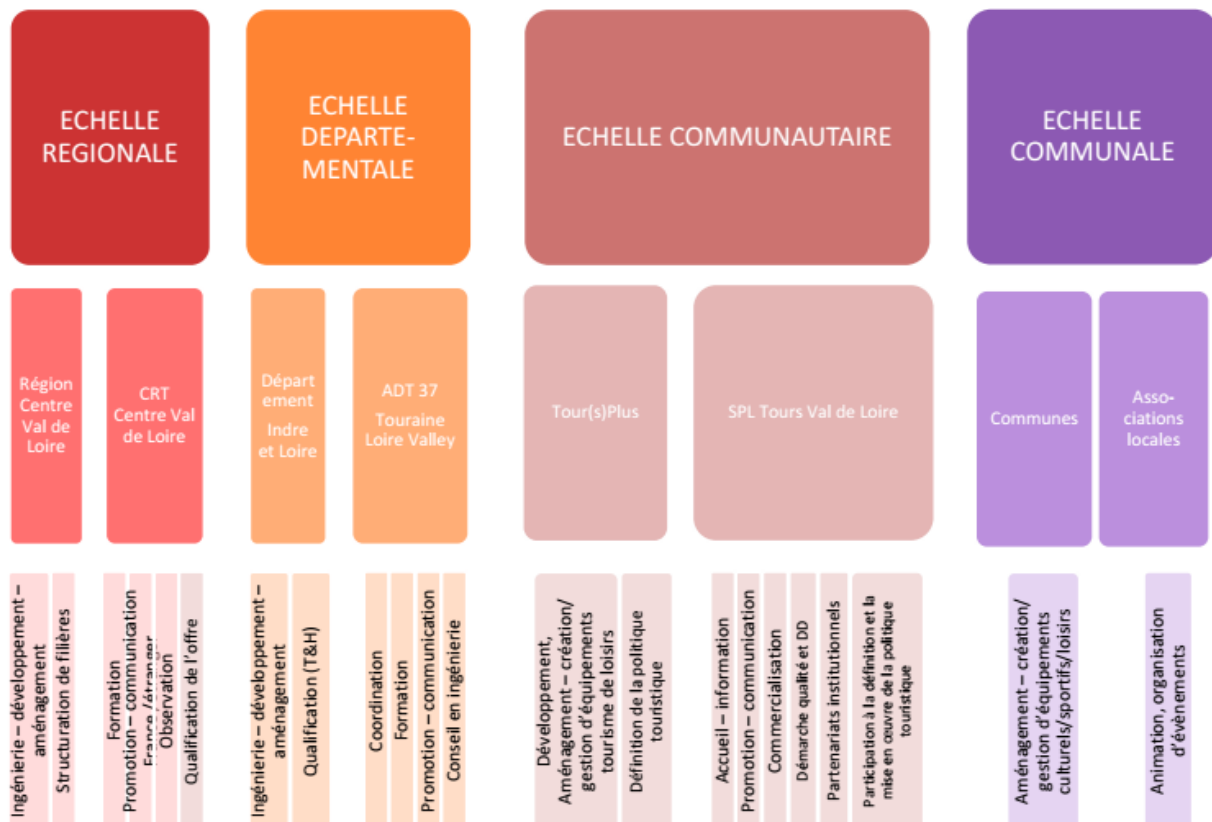 ECHELLE
REGIONALE
ECHELLE
DEPARTE-
MENTALE
ECHELLE COMMUNAUTAIRE
ECHELLE
COMMUNALE
Région
Centre
Val de
Loire
CRT
Centre Val
de Loire
Départ
ement
Indre
et Loire
ADT 37
Touraine
Loire Valley
Tour(s)Plus
SPL Tours Val de Loire
Communes
Asso-
ciations
locales
Ingénierie – développement –
aménagement
Structuration de filières
Formation
Promotion – communication
France /étranger
Observation
Qualification de l'offre
Ingénierie – développement –
aménagement
Qualification (T&H)
Coordination
Formation
Promotion – communication
Conseil en ingénierie
Développement,
Aménagement – création/
gestion d'équipements
tourisme de loisirs
Définition de la politique
touristique
Accueil – information
Promotion – communication
Commercialisation
Démarche qualité et DD
Partenariats institutionnels
Participation à la définition et la
mise en œuvre de la politique
touristique
Aménagement – création/
gestion d'équipements
culturels/sportifs/loisirs
Animation, organisation
d'évènements